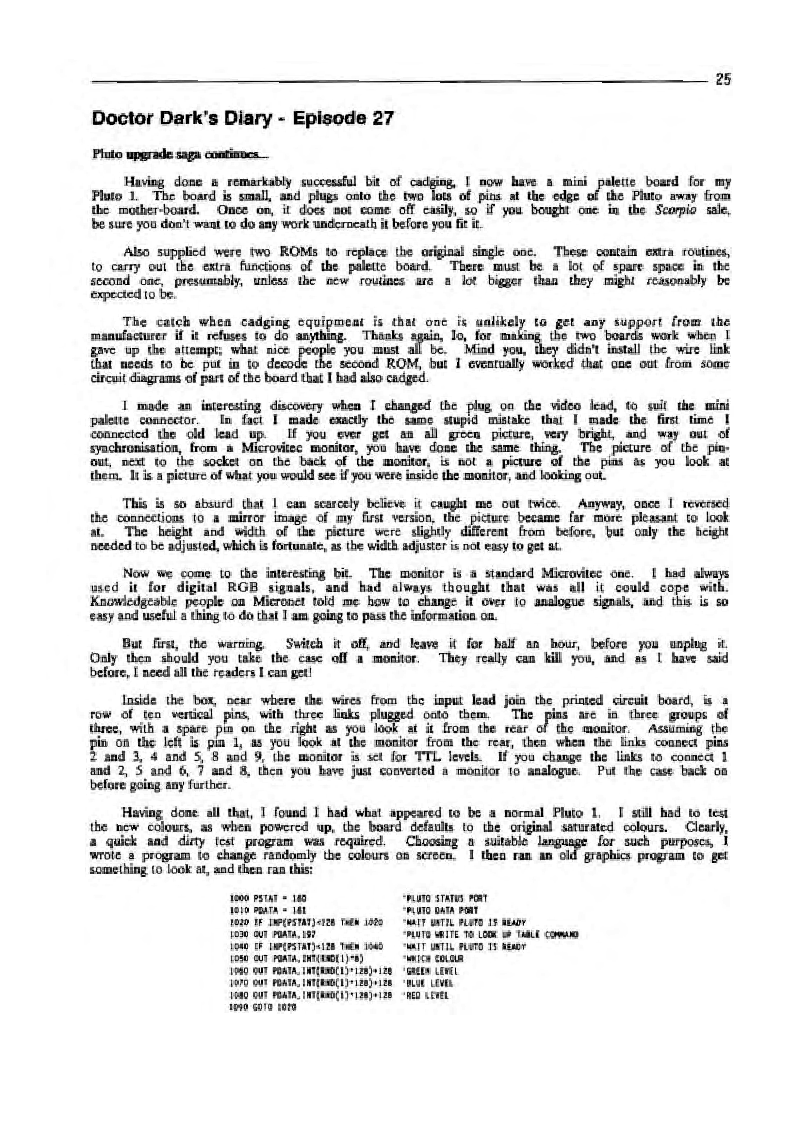 25
Doctor Dark's Diary - Episode 27
Pluto upgrade saga continues...
Having done a remarkably successful bit of cadging, I now have a mini palette board for my
Pluto 1. The board is small, and plugs onto the two lots of pins at the edge of the Pluto away from
the mother-board. Once on, it does not come off easily, so if you bought one in the Scorpio sale,
be sure you don't want to do any work underneath it before you fit it.
Also supplied were two ROMs to replace the original single one. These contain extra routines,
to carry out the extra functions of the palette board. There must be a lot of spare space in the
second one, presumably, unless the new routines are a lot bigger than they might reasonably be
expected to be.
The catch when cadging equipment is that one is unlikely to get any support from the
manufacturer if it refuses to do anything. Thanks again, Io, for making the two boards work when I
gave up the attempt; what nice people you must all be. Mind you, they didn't install the wire link
that needs to be put in to decode the second ROM, but I eventually worked that one out from some
circuit diagrams of part of the board that I had also cadged.
I made an interesting discovery when I changed the plug on the video lead, to suit the mini
palette connector. In fact I made exactly the same stupid mistake that I made the first time I
connected the old lead up. If you ever get an all green picture, very bright, and way out of
synchronisation, from a Microvitec monitor, you have done the same thing. The picture of the pin-
out, next to the socket on the back of the monitor, is not a picture of the pins as you look at
them. It is a picture of what you would see if you were inside the monitor, and looking out.
This is so absurd that I can scarcely believe it caught me out twice. Anyway, once I reversed
the connections to a mirror image of my first version, the picture became far more pleasant to look
at. The height and width of the picture were slightly different from before, but only the height
needed to be adjusted, which is fortunate, as the width adjuster is not easy to get at.
Now we come to the interesting bit. The monitor is a standard Microvitec one. I had always
used it for digital RGB signals, and had always thought that was all it could cope with.
Knowledgeable people on Micronet told me how to change it over to analogue signals, and this is so
easy and useful a thing to do that I am going to pass the information on.
But first, the warning. Switch it off, and leave it for half an hour, before you unplug it.
Only then should you take the case off a monitor. They really can kill you, and as I have said
before, I need all the readers I can get!
Inside the box, near where the wires from the input lead join the printed circuit board, is a
row of ten vertical pins, with three links plugged onto them. The pins are in three groups of
three, with a spare pin on the right as you look at it from the rear of the monitor. Assuming the
pin on the left is pin 1, as you look at the monitor from the rear, then when the links connect pins
2 and 3, 4 and 5, 8 and 9, the monitor is set for TTL levels. If you change the links to connect 1
and 2, 5 and 6, 7 and 8, then you have just converted a monitor to analogue. Put the case back on
before going any further.
Having done all that, I found I had what appeared to be a normal Pluto 1. I still had to test
the new colours, as when powered up, the board defaults to the original saturated colours. Clearly,
a quick and dirty test program was required. Choosing a suitable language for such purposes, I
wrote a program to change randomly the colours on screen. I then ran an old graphics program to get
something to look at, and then ran this:
1000 PSTAT = 160 'PLUTO STATUS PORT
1010 PDATA = 161 'PLUTO DATA PORT
1020 IF INP(PSTAT)<128 THEN 1020 'WAIT UNTIL PLUTO IS READY
1030 OUT PDATA,197 'PLUTO WRITE TO LOOK UP TABLE COMMAND
1040 IF INP(PSTAT)<128 THEN 1040 'WAIT UNTIL PLUTO IS READY
1050 OUT PDATA,INT(RND(1)*8) 'WHICH COLOUR
1060 OUT PDATA,INT(RND(1)*128)+128 'GREEN LEVEL
1070 OUT PDATA,INT(RND(1)*128)+128 'BLUE LEVEL
1080 OUT PDATA,INT(RND(1)*128)+128 'RED LEVEL
1090 GOTO 1020